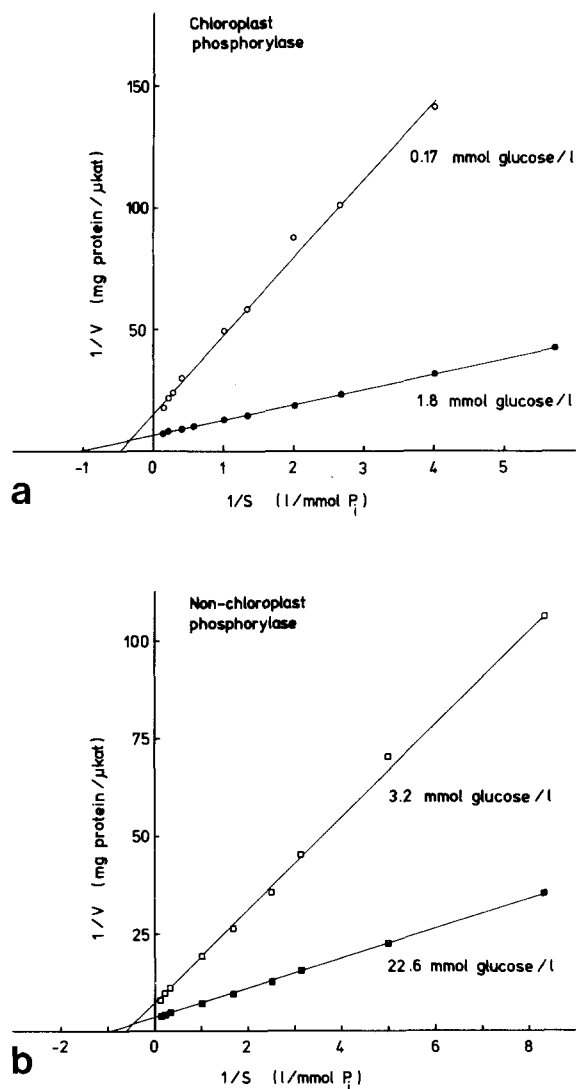 Chloroplast
phosphorylase
150
100
50
1/V (mg protein/μkat)
0.17 mmol glucose/l
1.8 mmol glucose/l
-1 0 1 2 3 4 5
1/S (l/mmol Pi)
a
Non-chloroplast
phosphorylase
100
75
50
25
1/V (mg protein/μkat)
3.2 mmol glucose/l
22.6 mmol glucose/l
-2 0 2 4 6 8
1/S (l/mmol Pi)
b